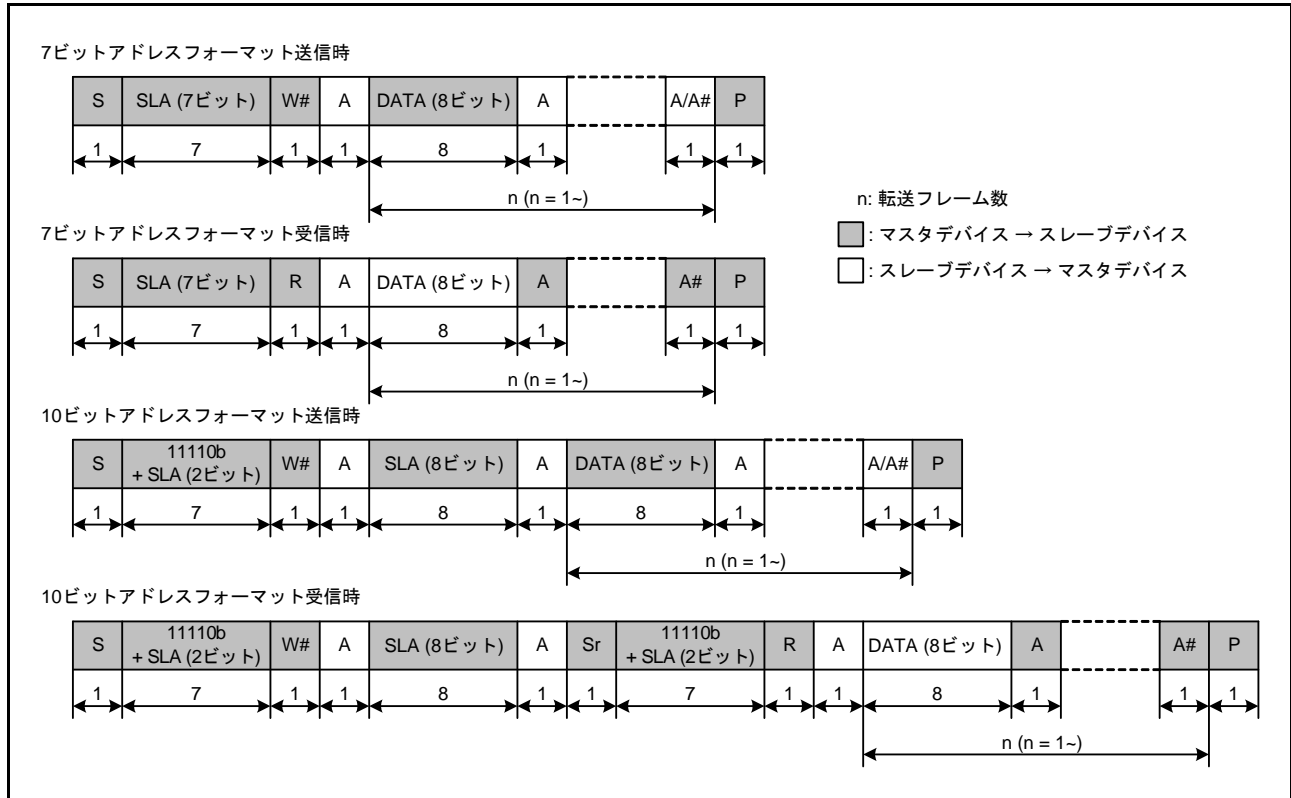 7ビットアドレスフォーマット送信時
S SLA (7ビット) W# A DATA (8ビット) A A/A# P
1 7 1 1 8 1 1 1
n (n = 1~)
n: 転送フレーム数
: マスタデバイス → スレーブデバイス
: スレーブデバイス → マスタデバイス
7ビットアドレスフォーマット受信時
S SLA (7ビット) R A DATA (8ビット) A A# P
1 7 1 1 8 1 1 1
n (n = 1~)
10ビットアドレスフォーマット送信時
S 11110b + SLA (2ビット) W# A SLA (8ビット) A DATA (8ビット) A A/A# P
1 7 1 1 8 1 8 1 1 1
n (n = 1~)
10ビットアドレスフォーマット受信時
S 11110b + SLA (2ビット) W# A SLA (8ビット) A Sr 11110b + SLA (2ビット) R A DATA (8ビット) A A# P
1 7 1 1 8 1 1 7 1 1 8 1 1 1
n (n = 1~)